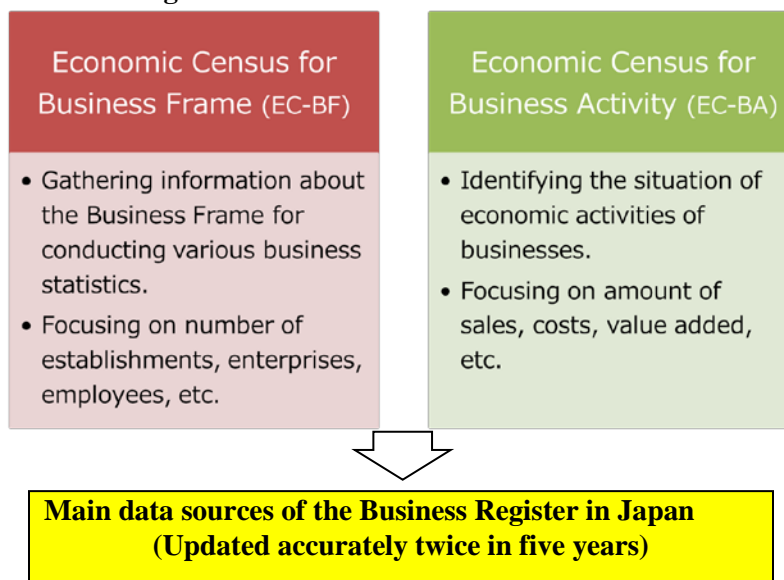 Economic Census for
Business Frame (EC-BF)
• Gathering information about
the Business Frame for
conducting various business
statistics.
• Focusing on number of
establishments, enterprises,
employees, etc.
Economic Census for
Business Activity (EC-BA)
• Identifying the situation of
economic activities of
businesses.
• Focusing on amount of
sales, costs, value added,
etc.
Main data sources of the Business Register in Japan
(Updated accurately twice in five years)